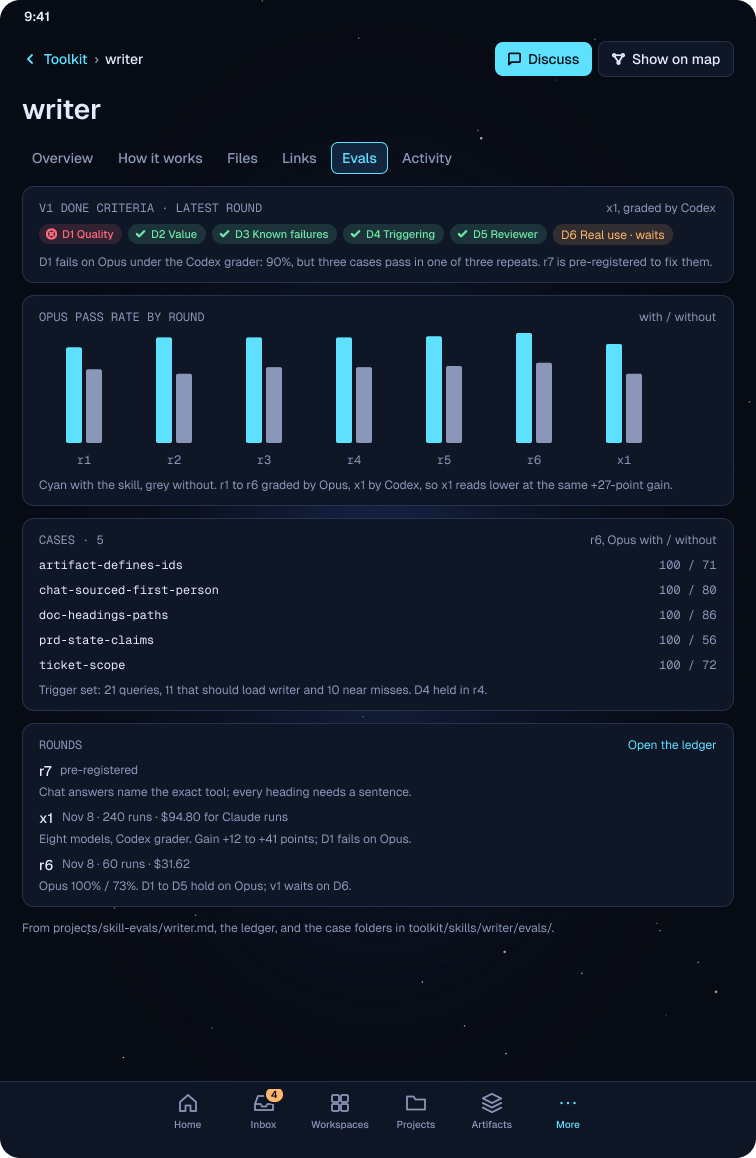 9:41
Toolkit › writer
Discuss
Show on map
writer
Overview How it works Files Links Evals Activity
V1 DONE CRITERIA · LATEST ROUND x1, graded by Codex
D1 Quality D2 Value D3 Known failures D4 Triggering D5 Reviewer D6 Real use · waits
D1 fails on Opus under the Codex grader: 90%, but three cases pass in one of three repeats. r7 is pre-registered to fix them.
OPUS PASS RATE BY ROUND with / without
r1 r2 r3 r4 r5 r6 x1
Cyan with the skill, grey without. r1 to r6 graded by Opus, x1 by Codex, so x1 reads lower at the same +27-point gain.
CASES · 5 r6, Opus with / without
artifact-defines-ids 100 / 71
chat-sourced-first-person 100 / 80
doc-headings-paths 100 / 86
prd-state-claims 100 / 56
ticket-scope 100 / 72
Trigger set: 21 queries, 11 that should load writer and 10 near misses. D4 held in r4.
ROUNDS Open the ledger
r7 pre-registered
Chat answers name the exact tool; every heading needs a sentence.
x1 Nov 8 · 240 runs · $94.80 for Claude runs
Eight models, Codex grader. Gain +12 to +41 points; D1 fails on Opus.
r6 Nov 8 · 60 runs · $31.62
Opus 100% / 73%. D1 to D5 hold on Opus; v1 waits on D6.
From projects/skill-evals/writer.md, the ledger, and the case folders in toolkit/skills/writer/evals/.
4
Home Inbox Workspaces Projects Artifacts More